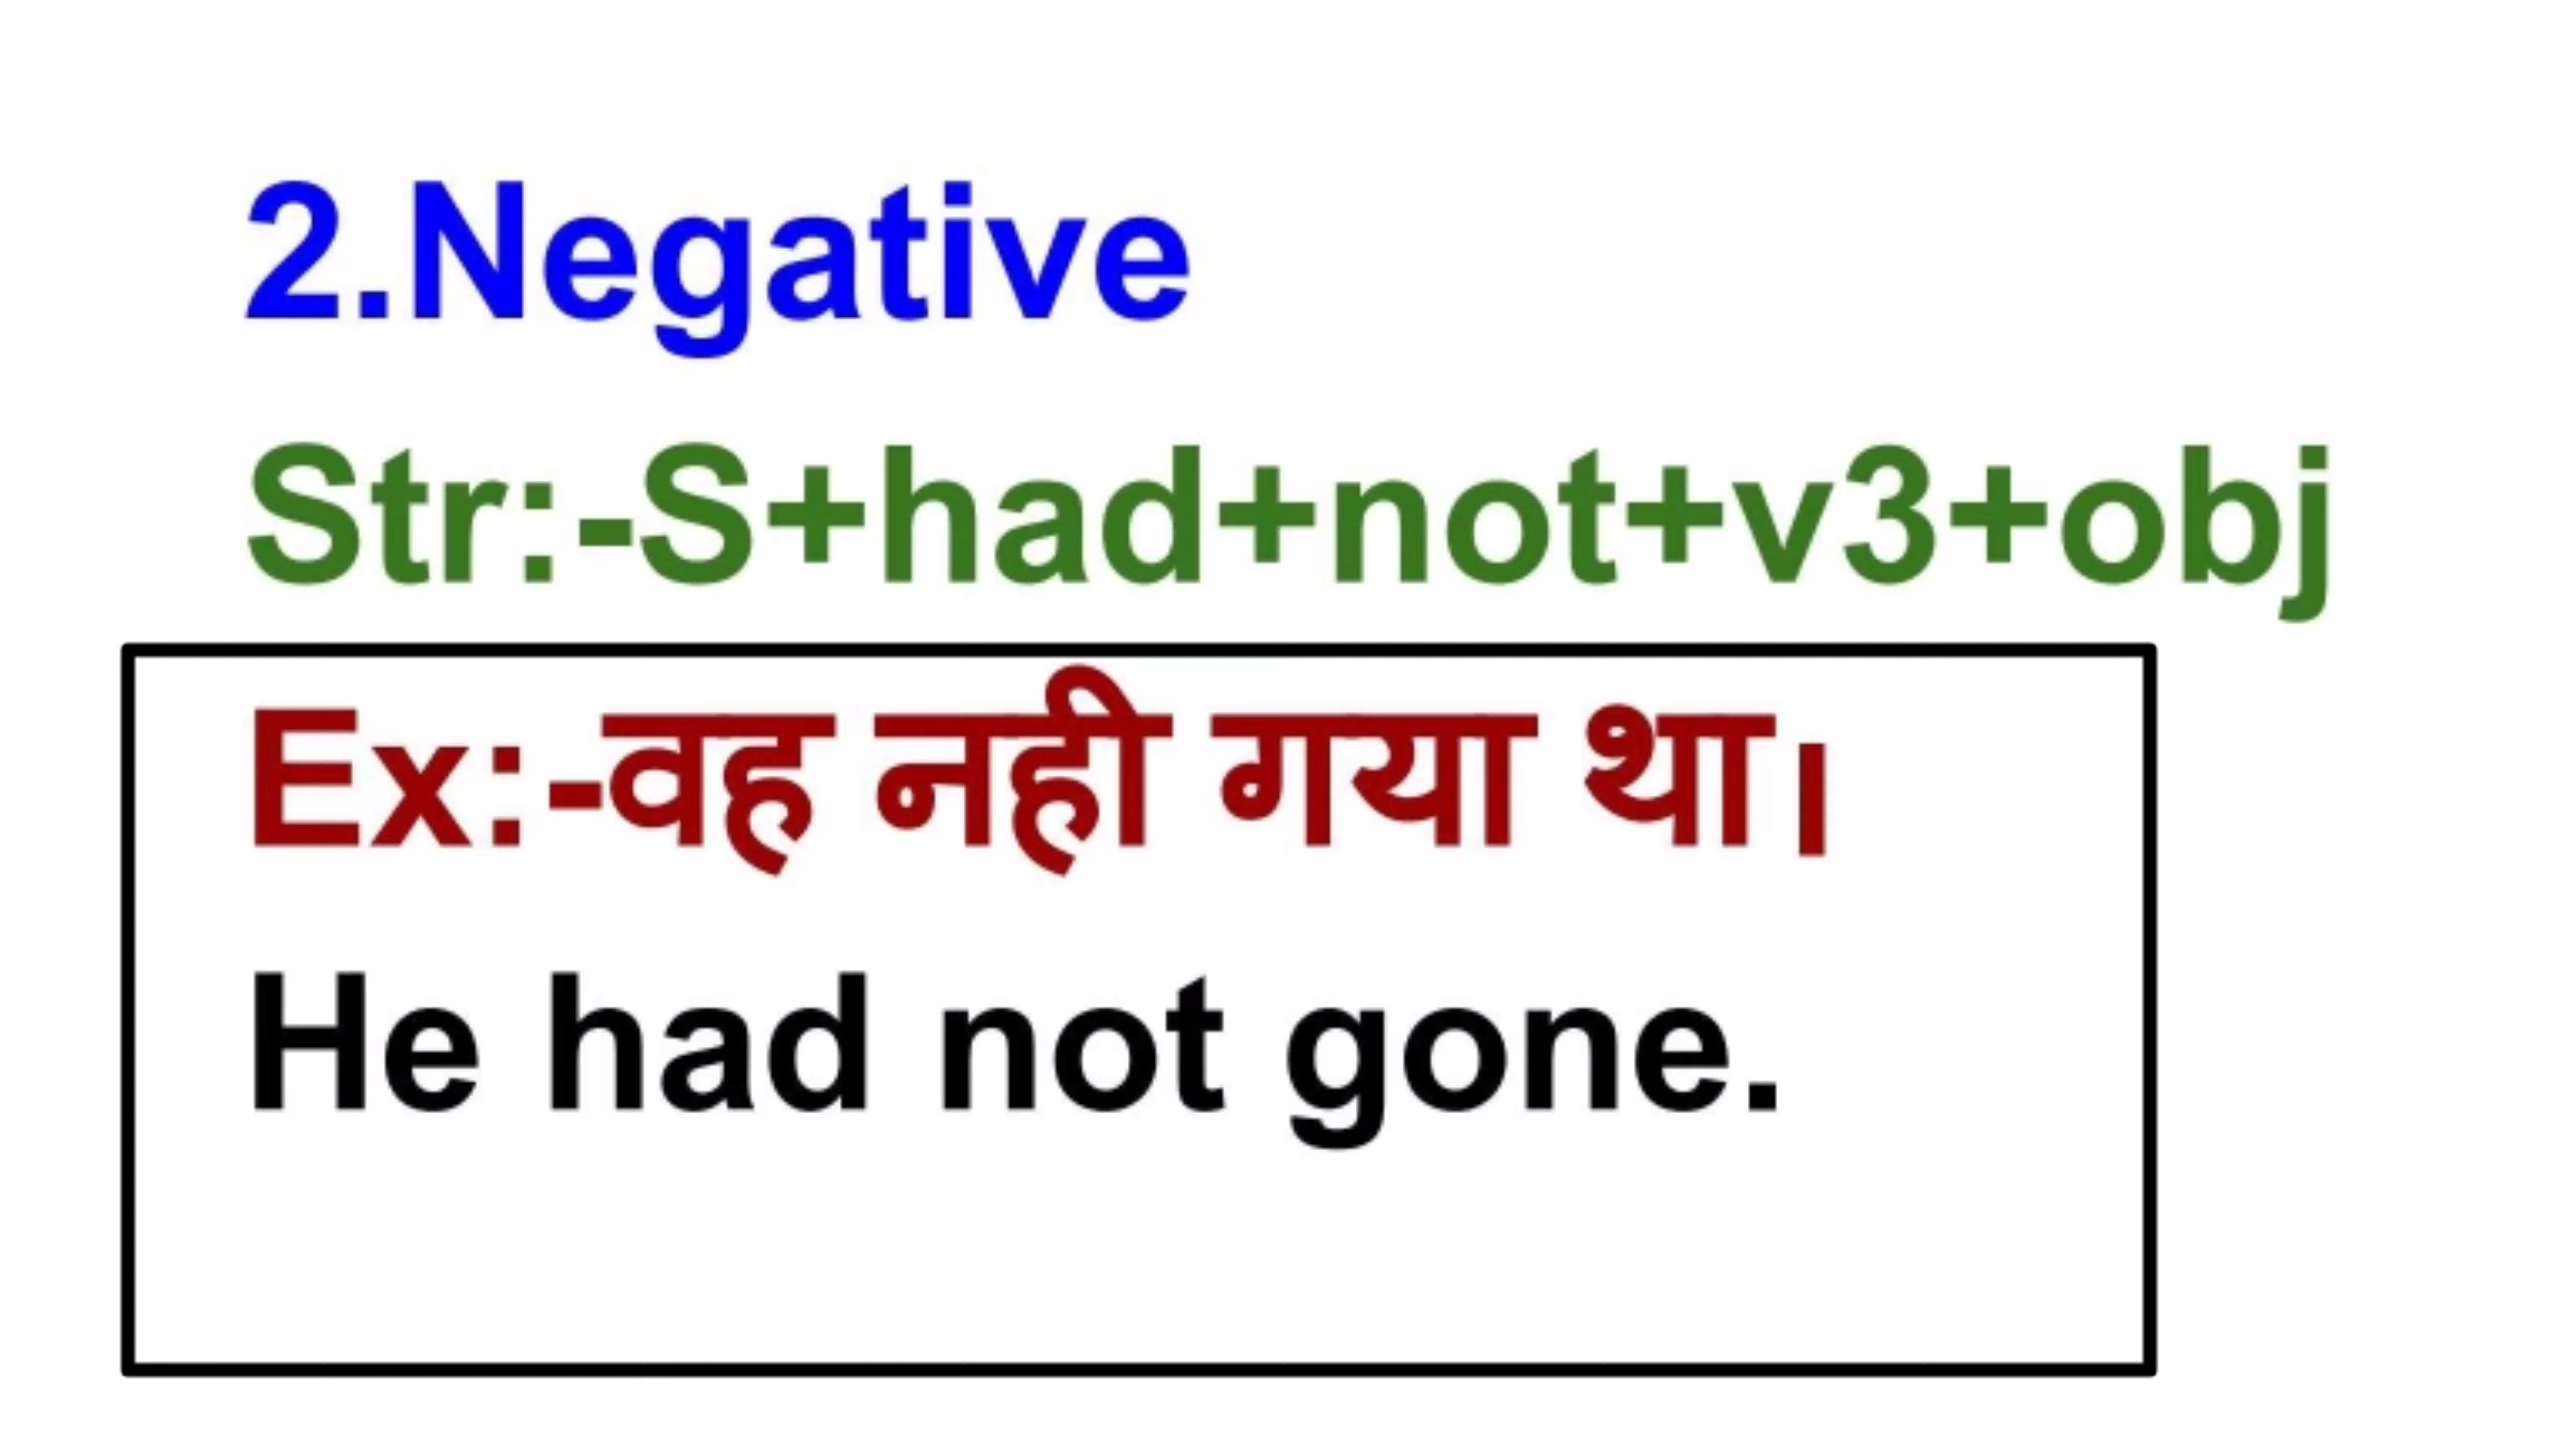 2.Negative
Str:-S+had+not+v3+obj
Ex:-वह नही गया था।
He had not gone.